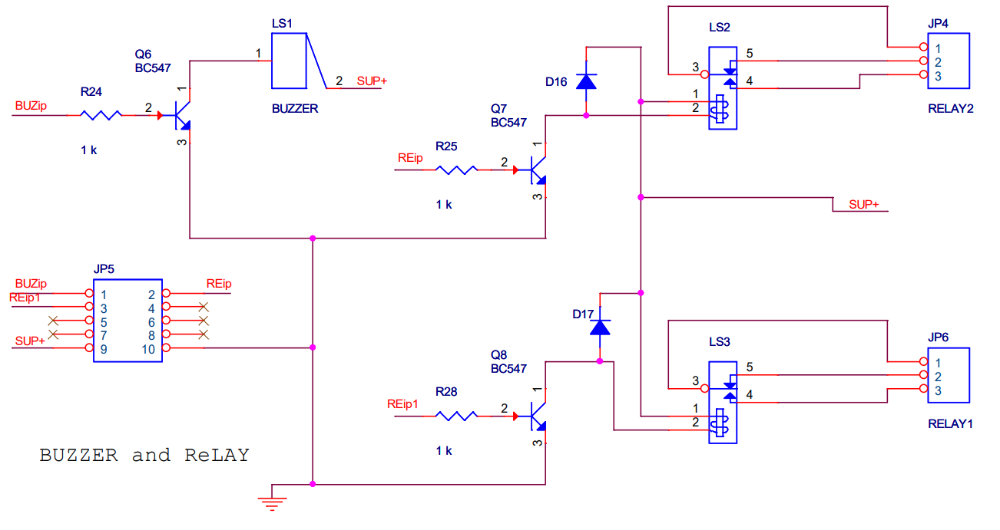 LS1
1
Q6
BC547
2
SUP+
R24
1
BUZip
2
BUZZER
1 k
3
LS2
JP4
5
1
3
2
D16
4
3
1
2
RELAY2
Q7
BC547
R25
1
REip
2
1 k
3
SUP+
JP5
BUZip
1
2
REip
REip1
3
4
5
6
7
8
SUP+
9
10
D17
LS3
JP6
Q8
BC547
5
1
3
2
4
3
R28
1
REip1
2
1
2
RELAY1
1 k
3
BUZZER and ReLAY